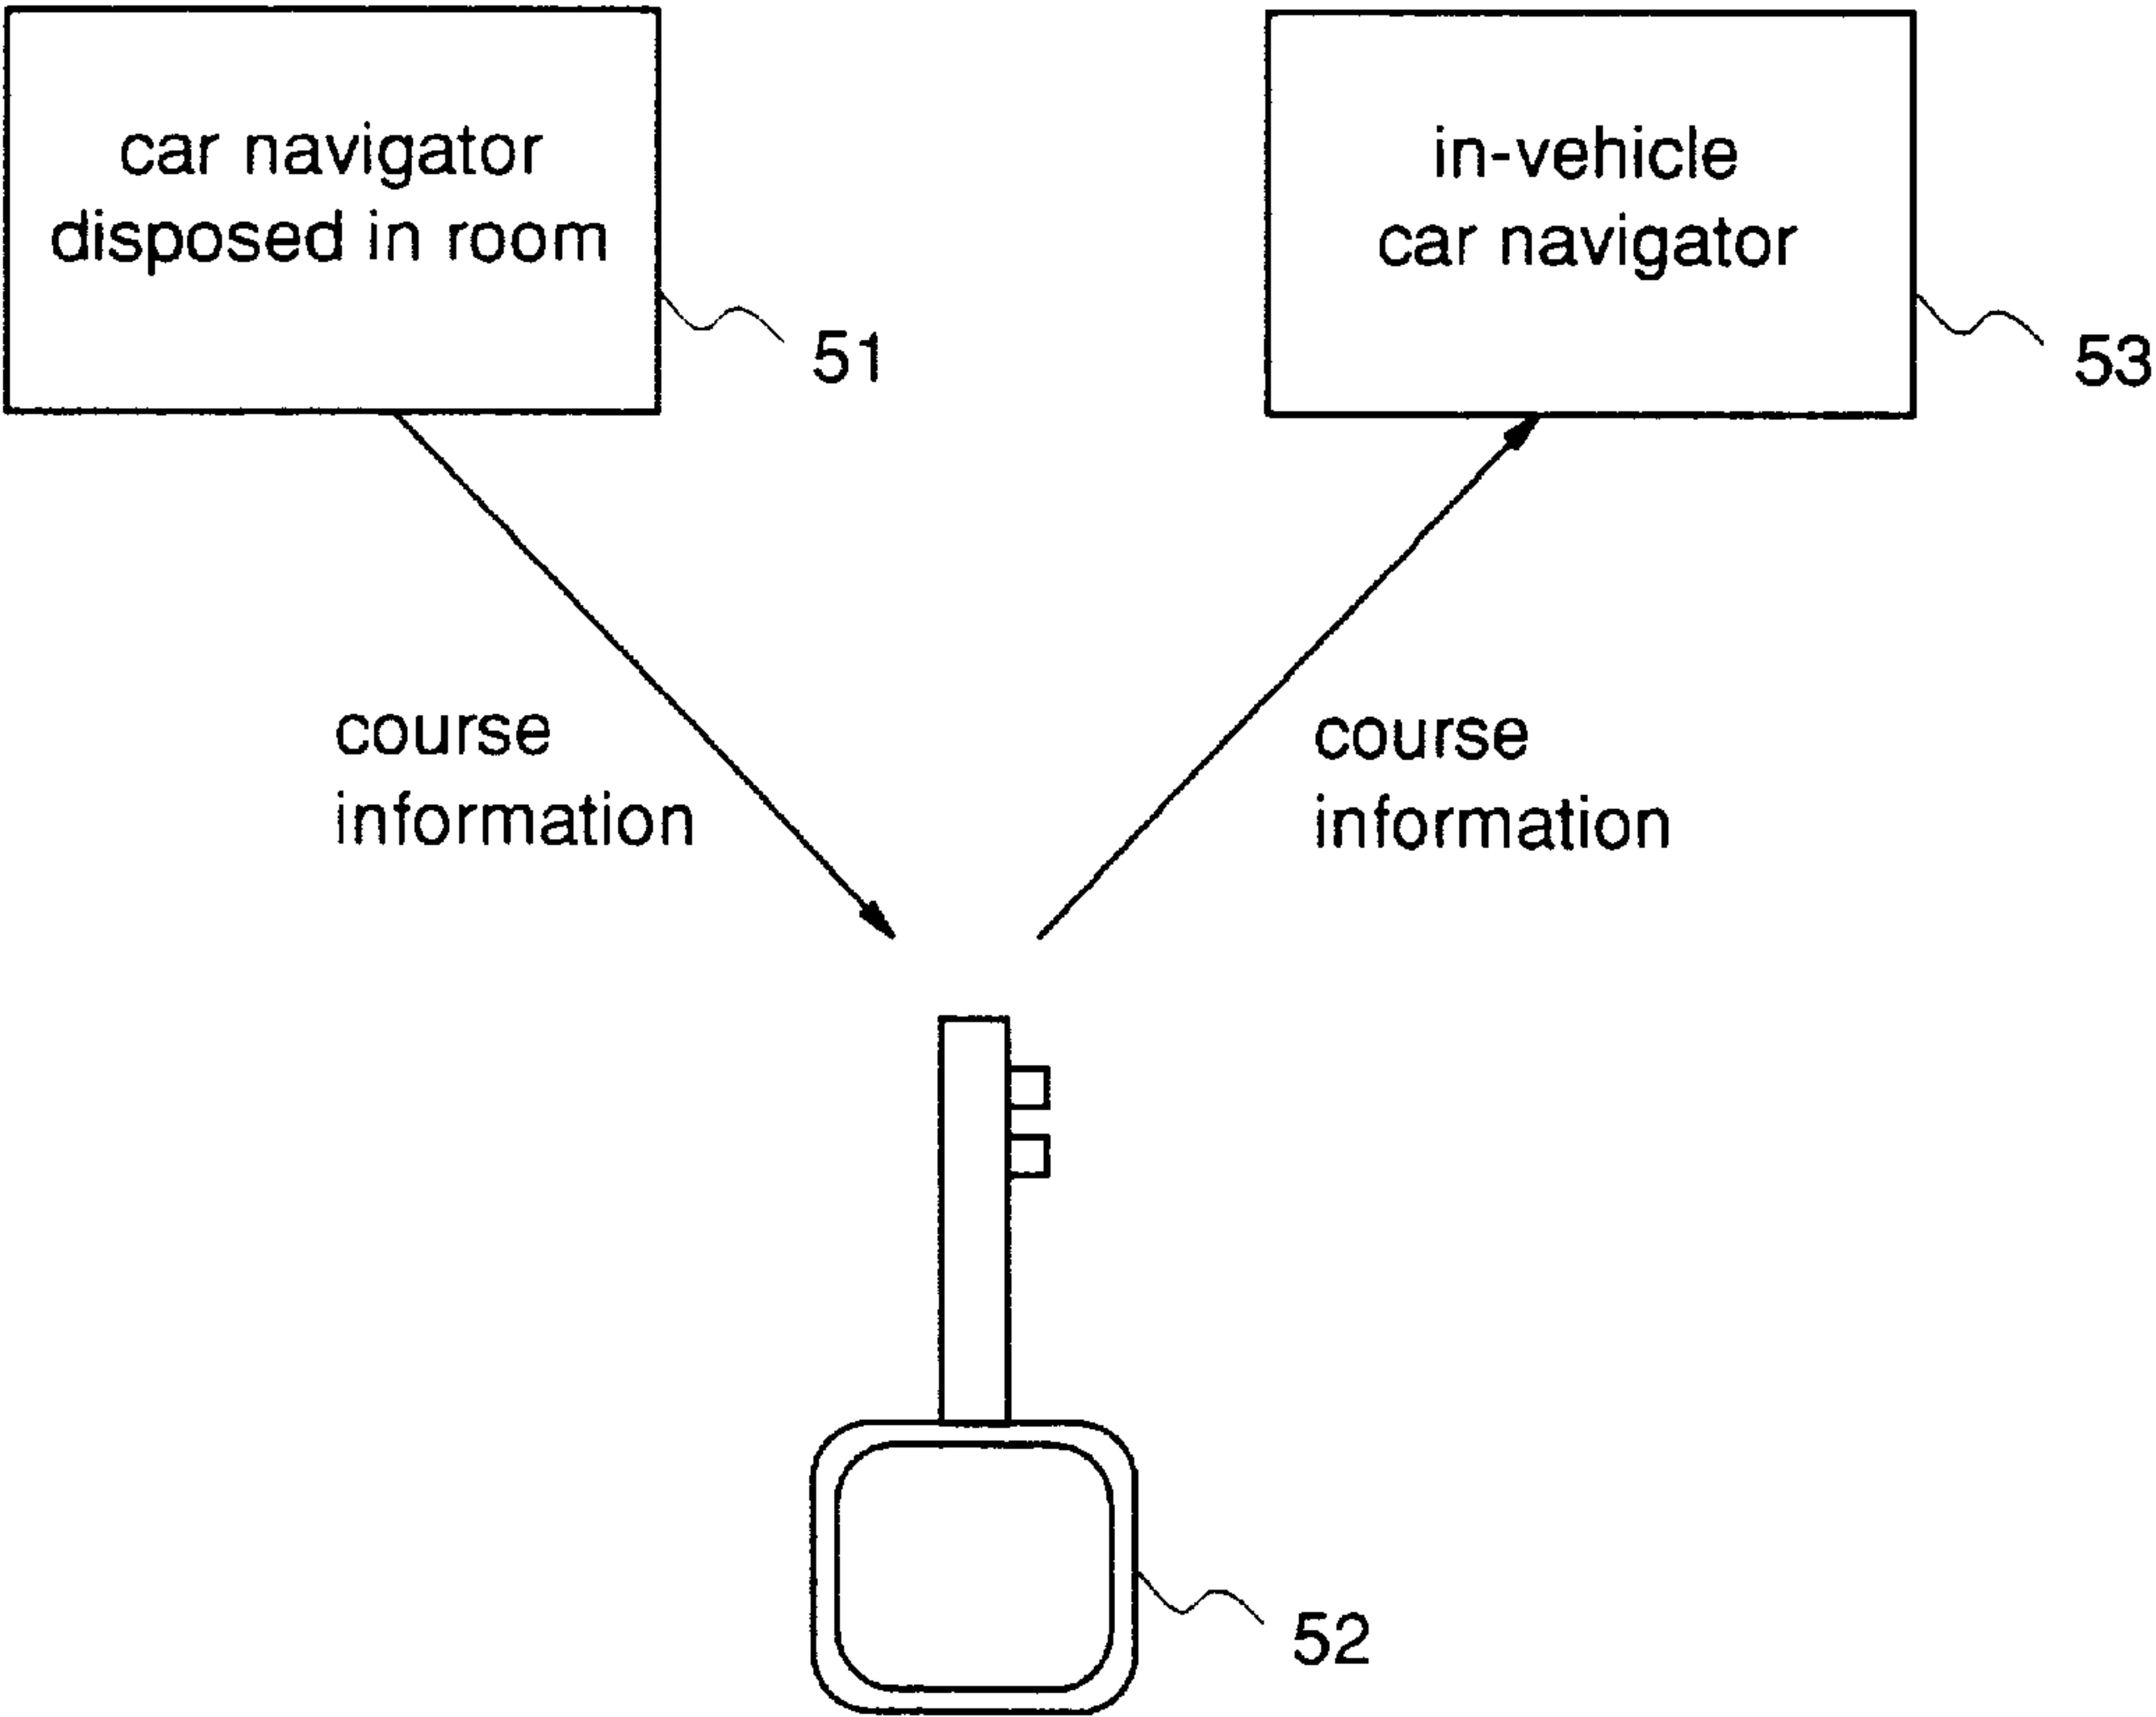 car navigator
disposed in room
51
in-vehicle
car navigator
53
course
information
course
information
52